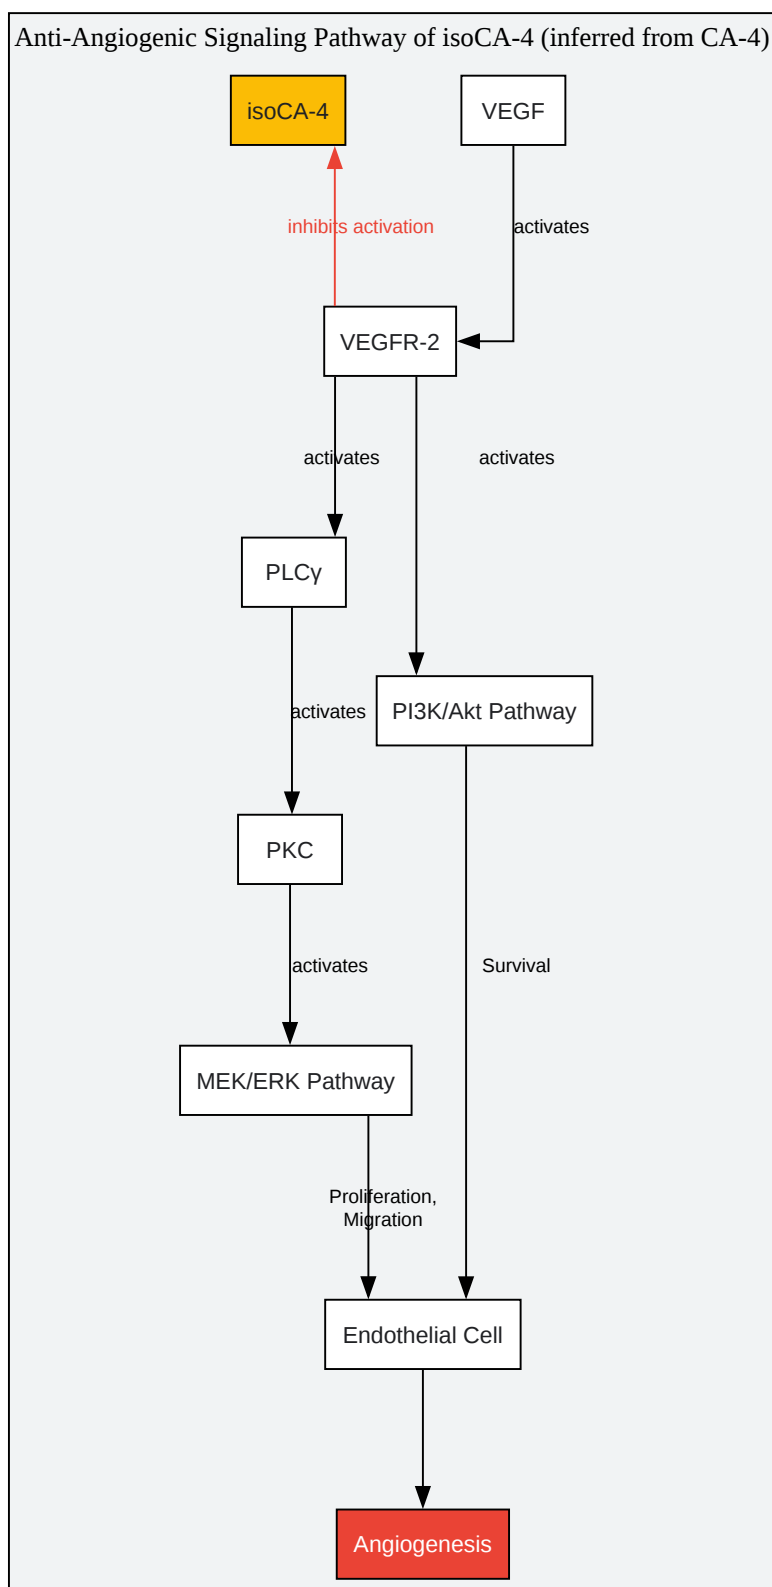 Anti-Angiogenic Signaling Pathway of isoCA-4 (inferred from CA-4)
isoCA-4
VEGF
inhibits activation
activates
VEGFR-2
activates
activates
PLCγ
PI3K/Akt Pathway
activates
PKC
activates
Survival
MEK/ERK Pathway
Proliferation,
Migration
Endothelial Cell
Angiogenesis